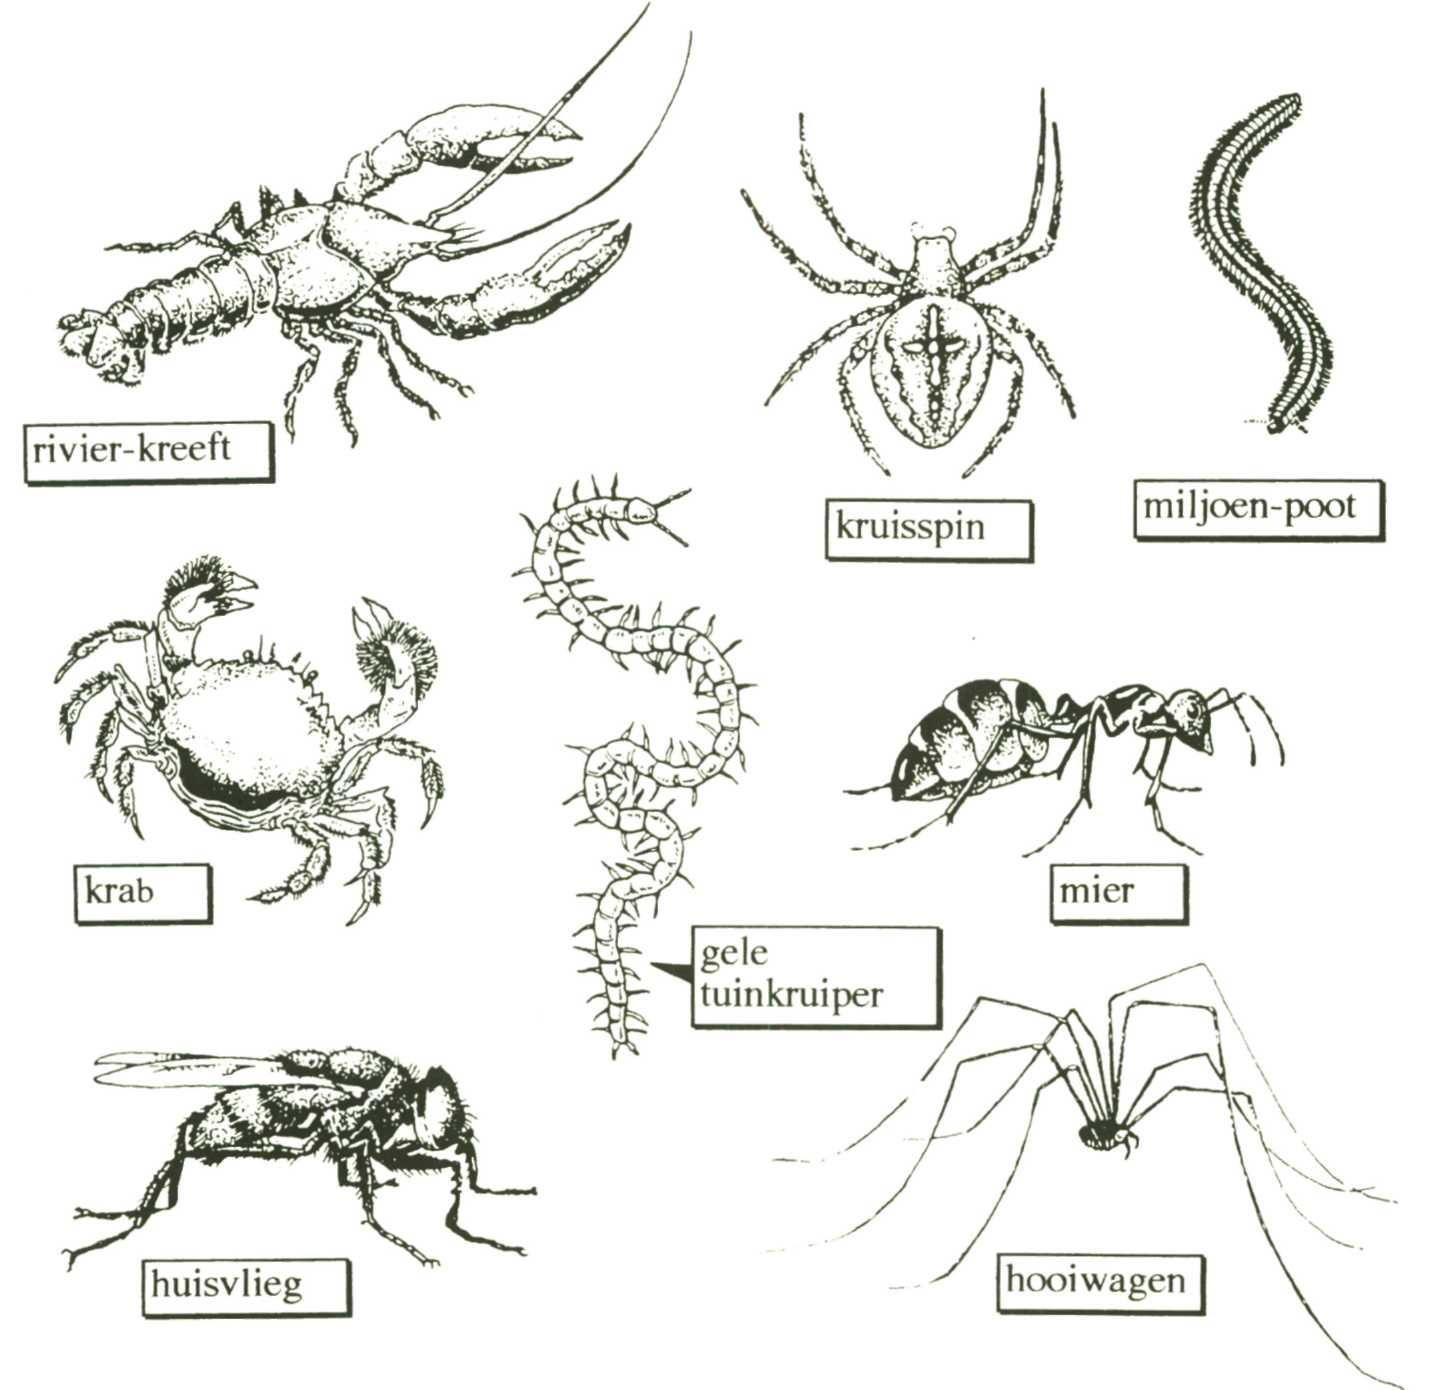 rivier-kreeft
kruisspin
miljoen-poot
krab
mier
gele
tuinkruiper
huisvlieg
hooiwagen